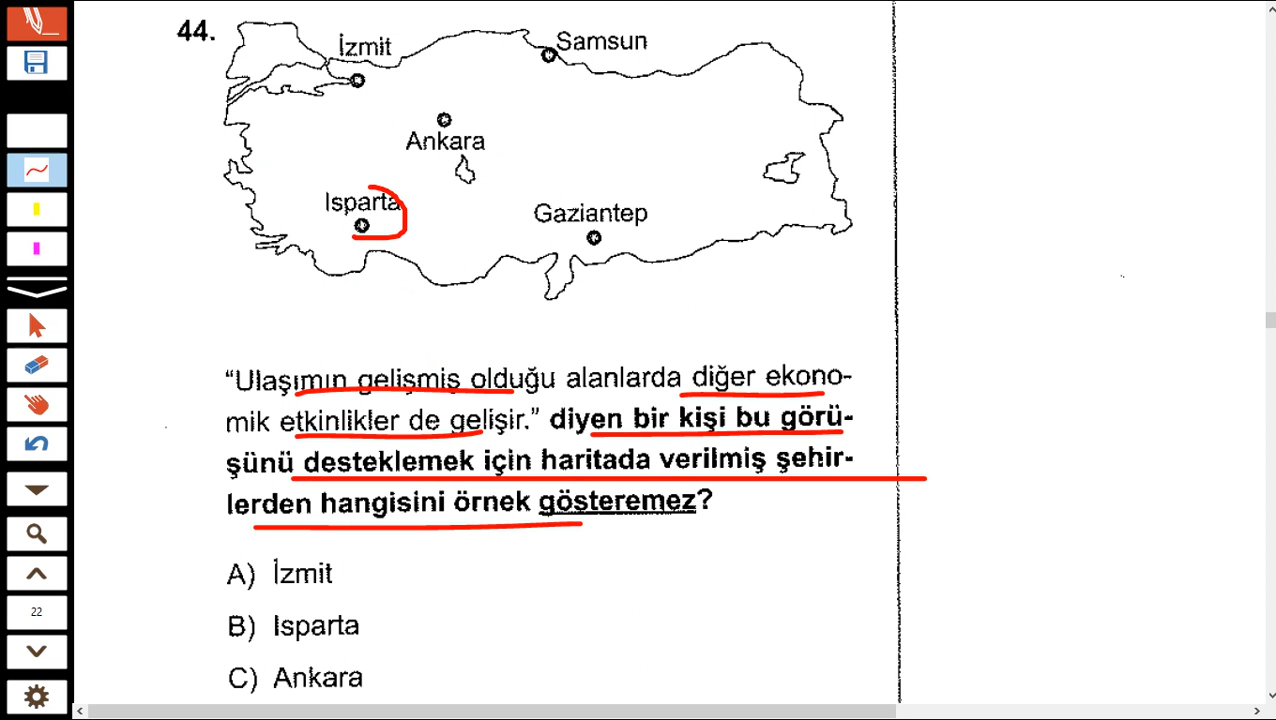 44.
İzmit
Samsun
Ankara
Isparta
Gaziantep
“Ulaşımın gelişmiş olduğu alanlarda diğer ekono-
mik etkinlikler de gelişir.” diyen bir kişi bu görü-
şünü desteklemek için haritada verilmiş şehir-
lerden hangisini örnek gösteremez?
A) İzmit
B) Isparta
C) Ankara
22